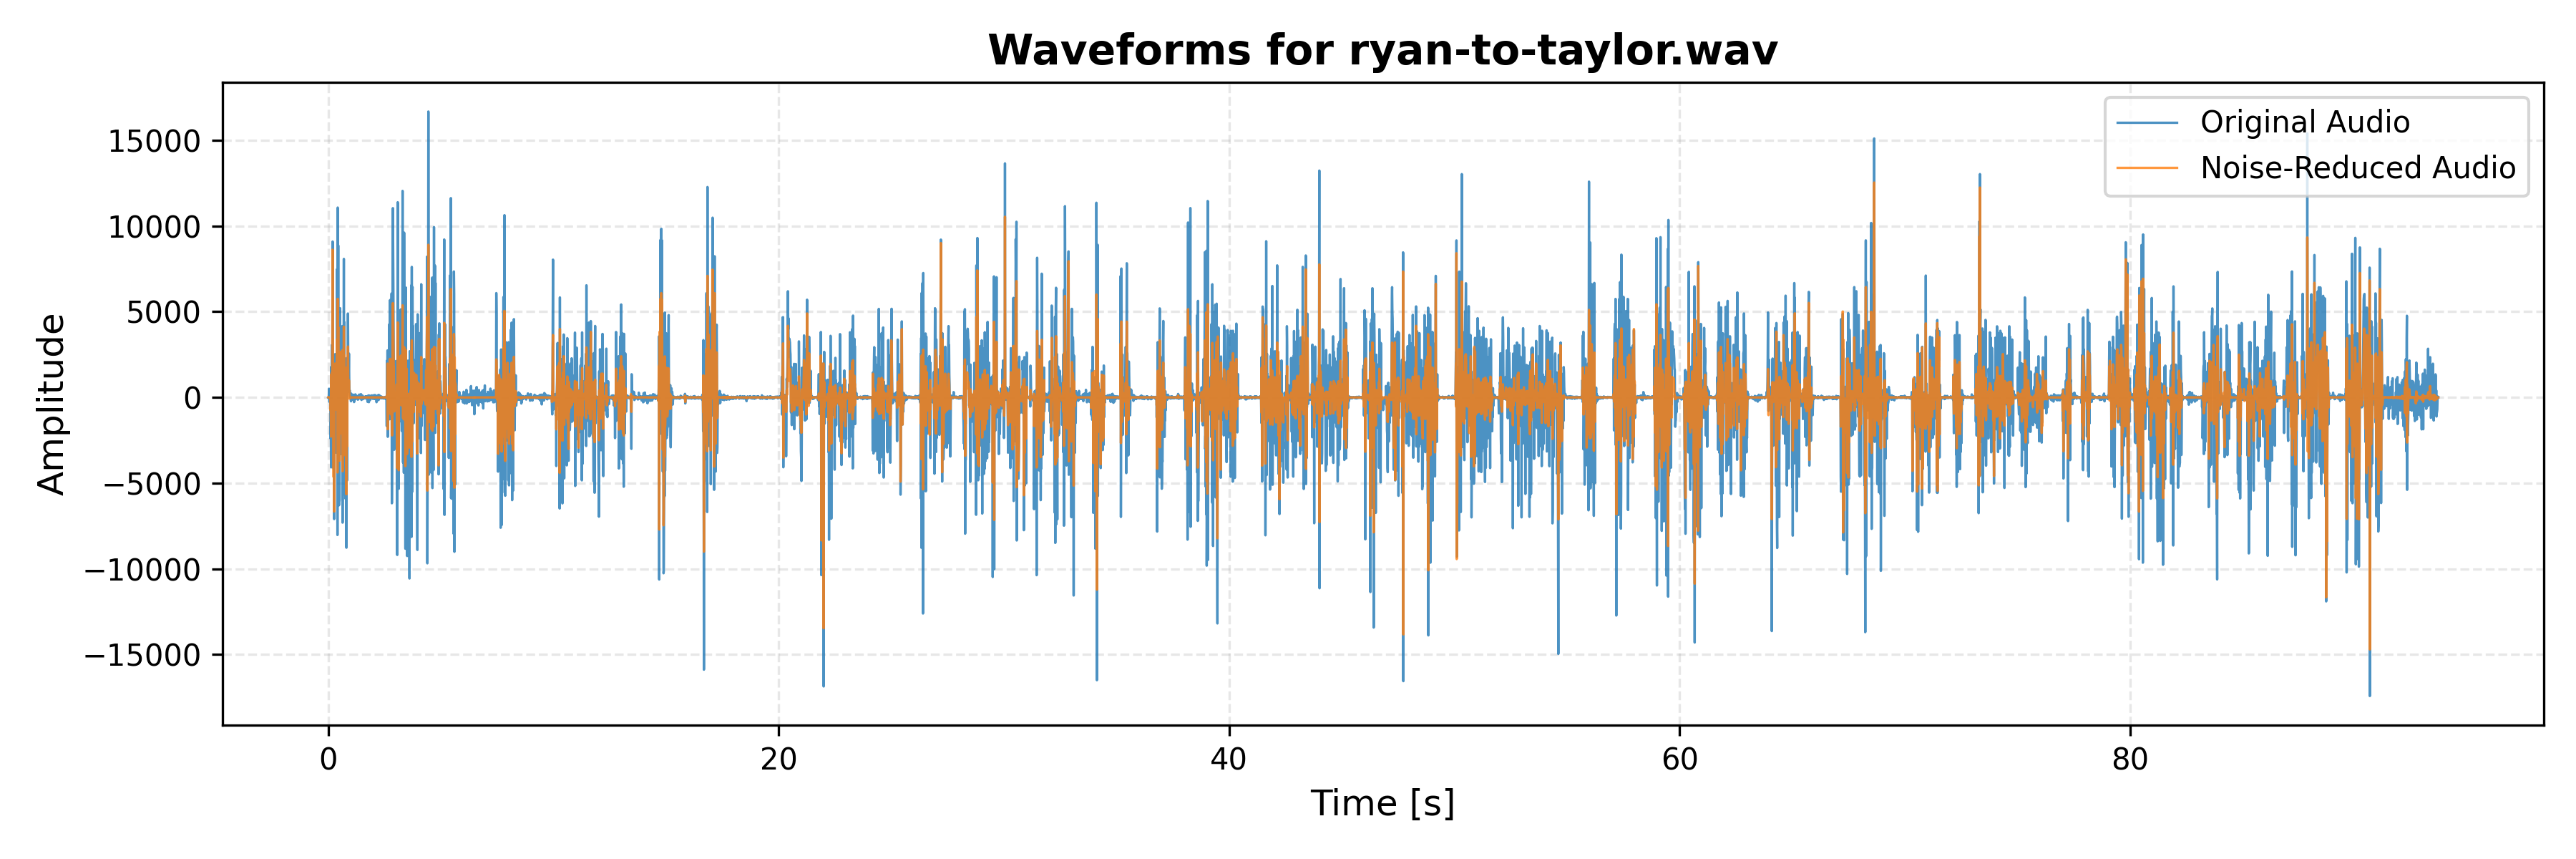 Waveforms for ryan-to-taylor.wav
Original Audio
Noise-Reduced Audio
15000
10000
5000
0
−5000
−10000
−15000
Amplitude
0 20 40 60 80
Time [s]